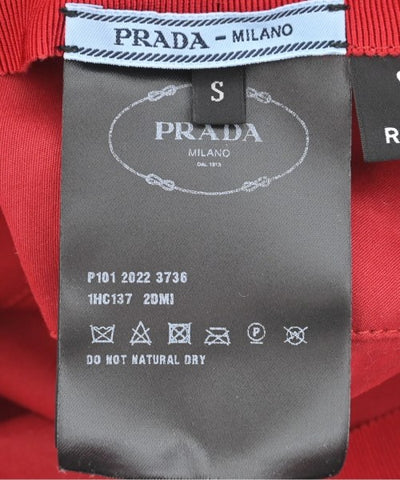 PRADA - MILANO
S
PRADA
MILANO
DAL 1913
R
P101 2022 3736
1HC137 2DMI
P
DO NOT NATURAL DRY